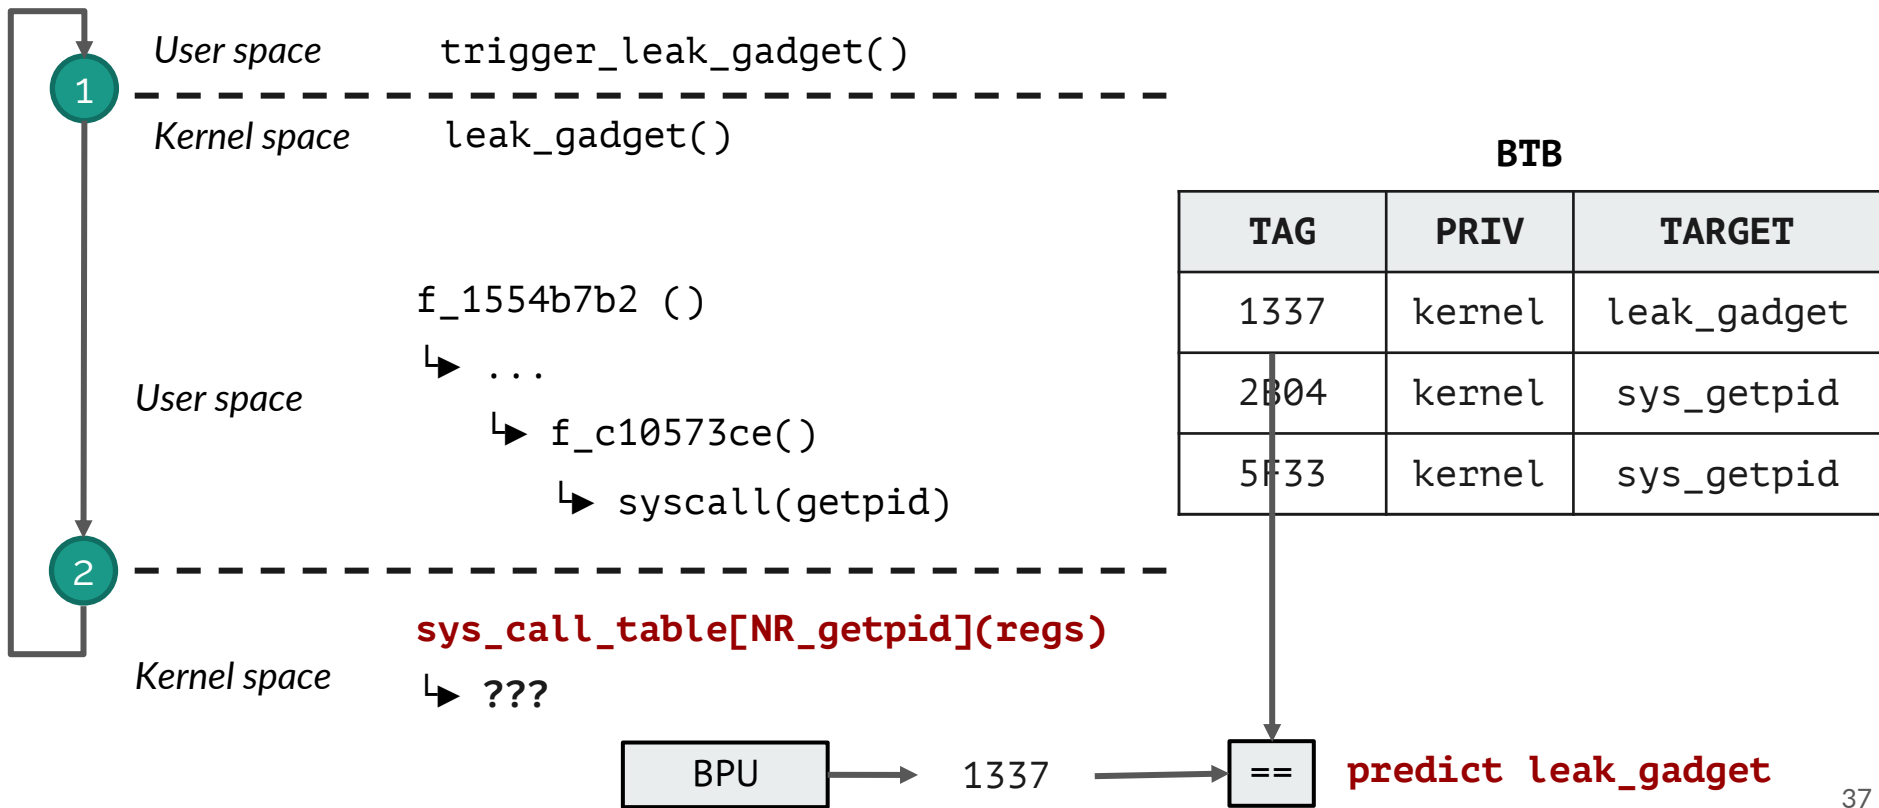 User space trigger_leak_gadget()
1
Kernel space leak_gadget()
f_1554b7b2 ()
...
User space
f_c10573ce()
syscall(getpid)
2
sys_call_table[NR_getpid](regs)
Kernel space
???
BTB
TAG PRIV TARGET
1337 kernel leak_gadget
2B04 kernel sys_getpid
5F33 kernel sys_getpid
BPU 1337 == predict leak_gadget
37